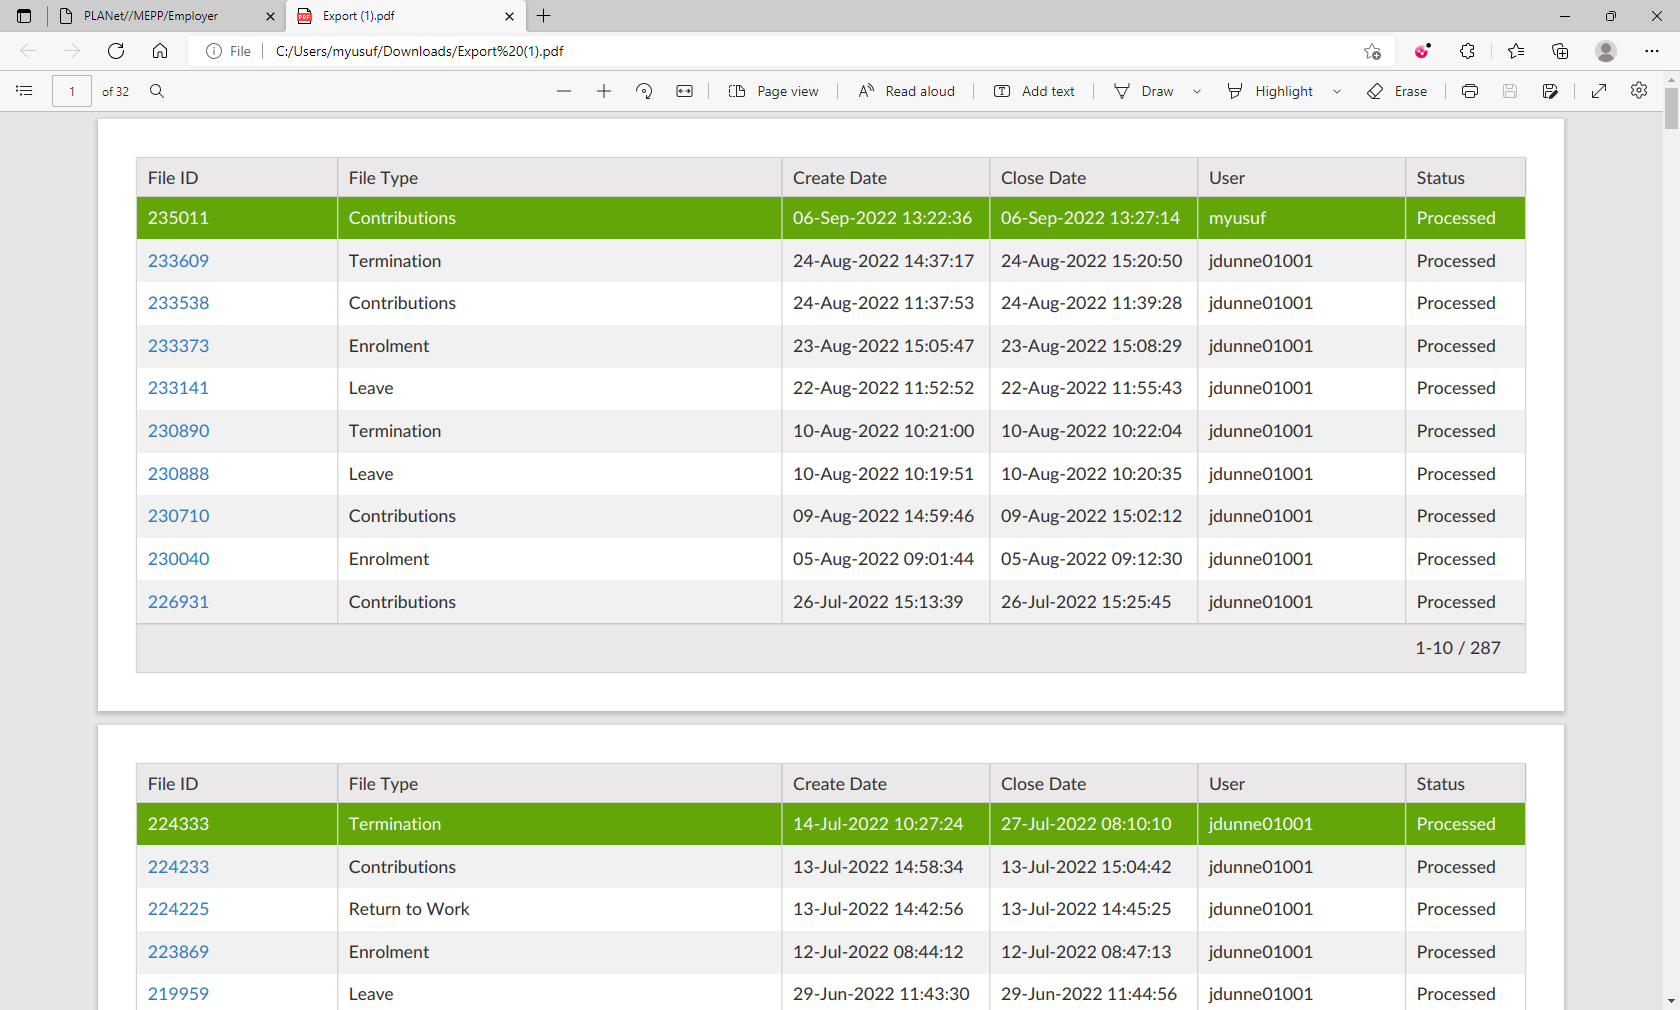 PLANet//MEPP/Employer Export (1).pdf
File C:/Users/myusuf/Downloads/Export%20(1).pdf
1 of 32 Page view Read aloud Add text Draw Highlight Erase
File ID File Type Create Date Close Date User Status
235011 Contributions 06-Sep-2022 13:22:36 06-Sep-2022 13:27:14 myusuf Processed
233609 Termination 24-Aug-2022 14:37:17 24-Aug-2022 15:20:50 jdunne01001 Processed
233538 Contributions 24-Aug-2022 11:37:53 24-Aug-2022 11:39:28 jdunne01001 Processed
233373 Enrolment 23-Aug-2022 15:05:47 23-Aug-2022 15:08:29 jdunne01001 Processed
233141 Leave 22-Aug-2022 11:52:52 22-Aug-2022 11:55:43 jdunne01001 Processed
230890 Termination 10-Aug-2022 10:21:00 10-Aug-2022 10:22:04 jdunne01001 Processed
230888 Leave 10-Aug-2022 10:19:51 10-Aug-2022 10:20:35 jdunne01001 Processed
230710 Contributions 09-Aug-2022 14:59:46 09-Aug-2022 15:02:12 jdunne01001 Processed
230040 Enrolment 05-Aug-2022 09:01:44 05-Aug-2022 09:12:30 jdunne01001 Processed
226931 Contributions 26-Jul-2022 15:13:39 26-Jul-2022 15:25:45 jdunne01001 Processed
1-10 / 287
File ID File Type Create Date Close Date User Status
224333 Termination 14-Jul-2022 10:27:24 27-Jul-2022 08:10:10 jdunne01001 Processed
224233 Contributions 13-Jul-2022 14:58:34 13-Jul-2022 15:04:42 jdunne01001 Processed
224225 Return to Work 13-Jul-2022 14:42:56 13-Jul-2022 14:45:25 jdunne01001 Processed
223869 Enrolment 12-Jul-2022 08:44:12 12-Jul-2022 08:47:13 jdunne01001 Processed
219959 Leave 29-Jun-2022 11:43:30 29-Jun-2022 11:44:56 jdunne01001 Processed